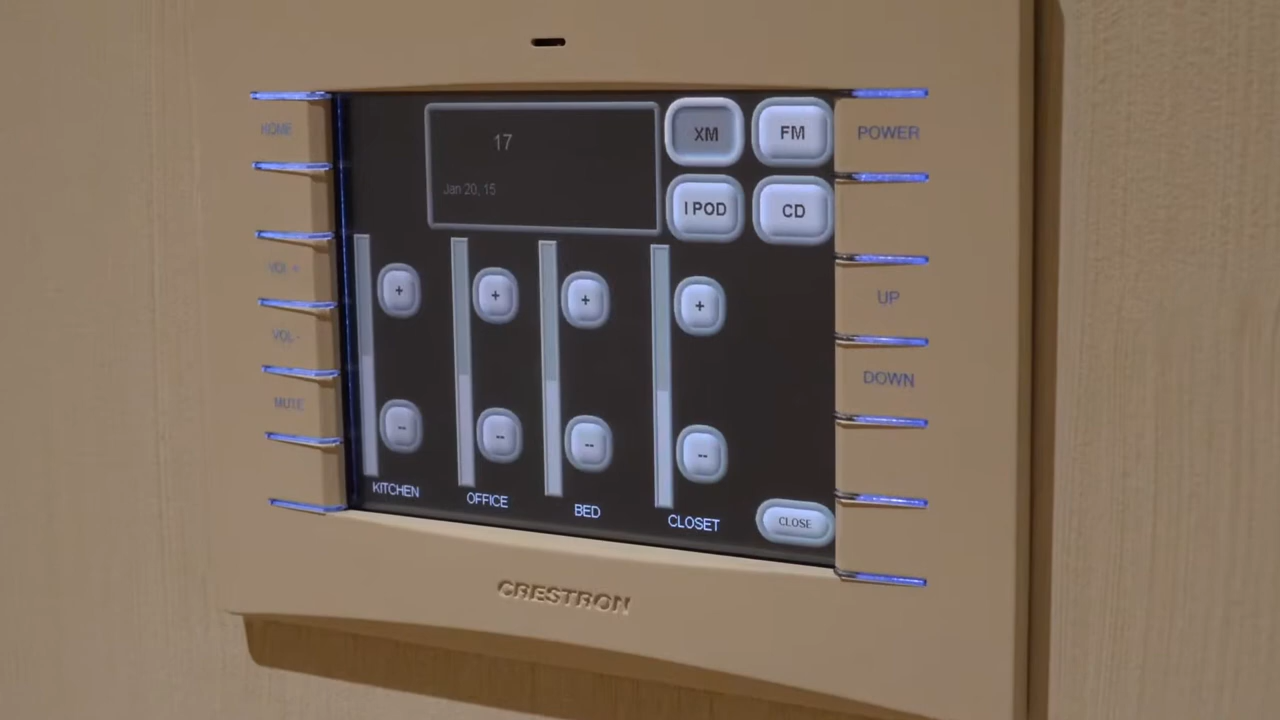 HOME
VOL +
VOL -
MUTE
17
Jan 20, 15
XM
FM
I POD
CD
+
+
+
+
--
--
--
--
KITCHEN
OFFICE
BED
CLOSET
CLOSE
POWER
UP
DOWN
CRESTRON